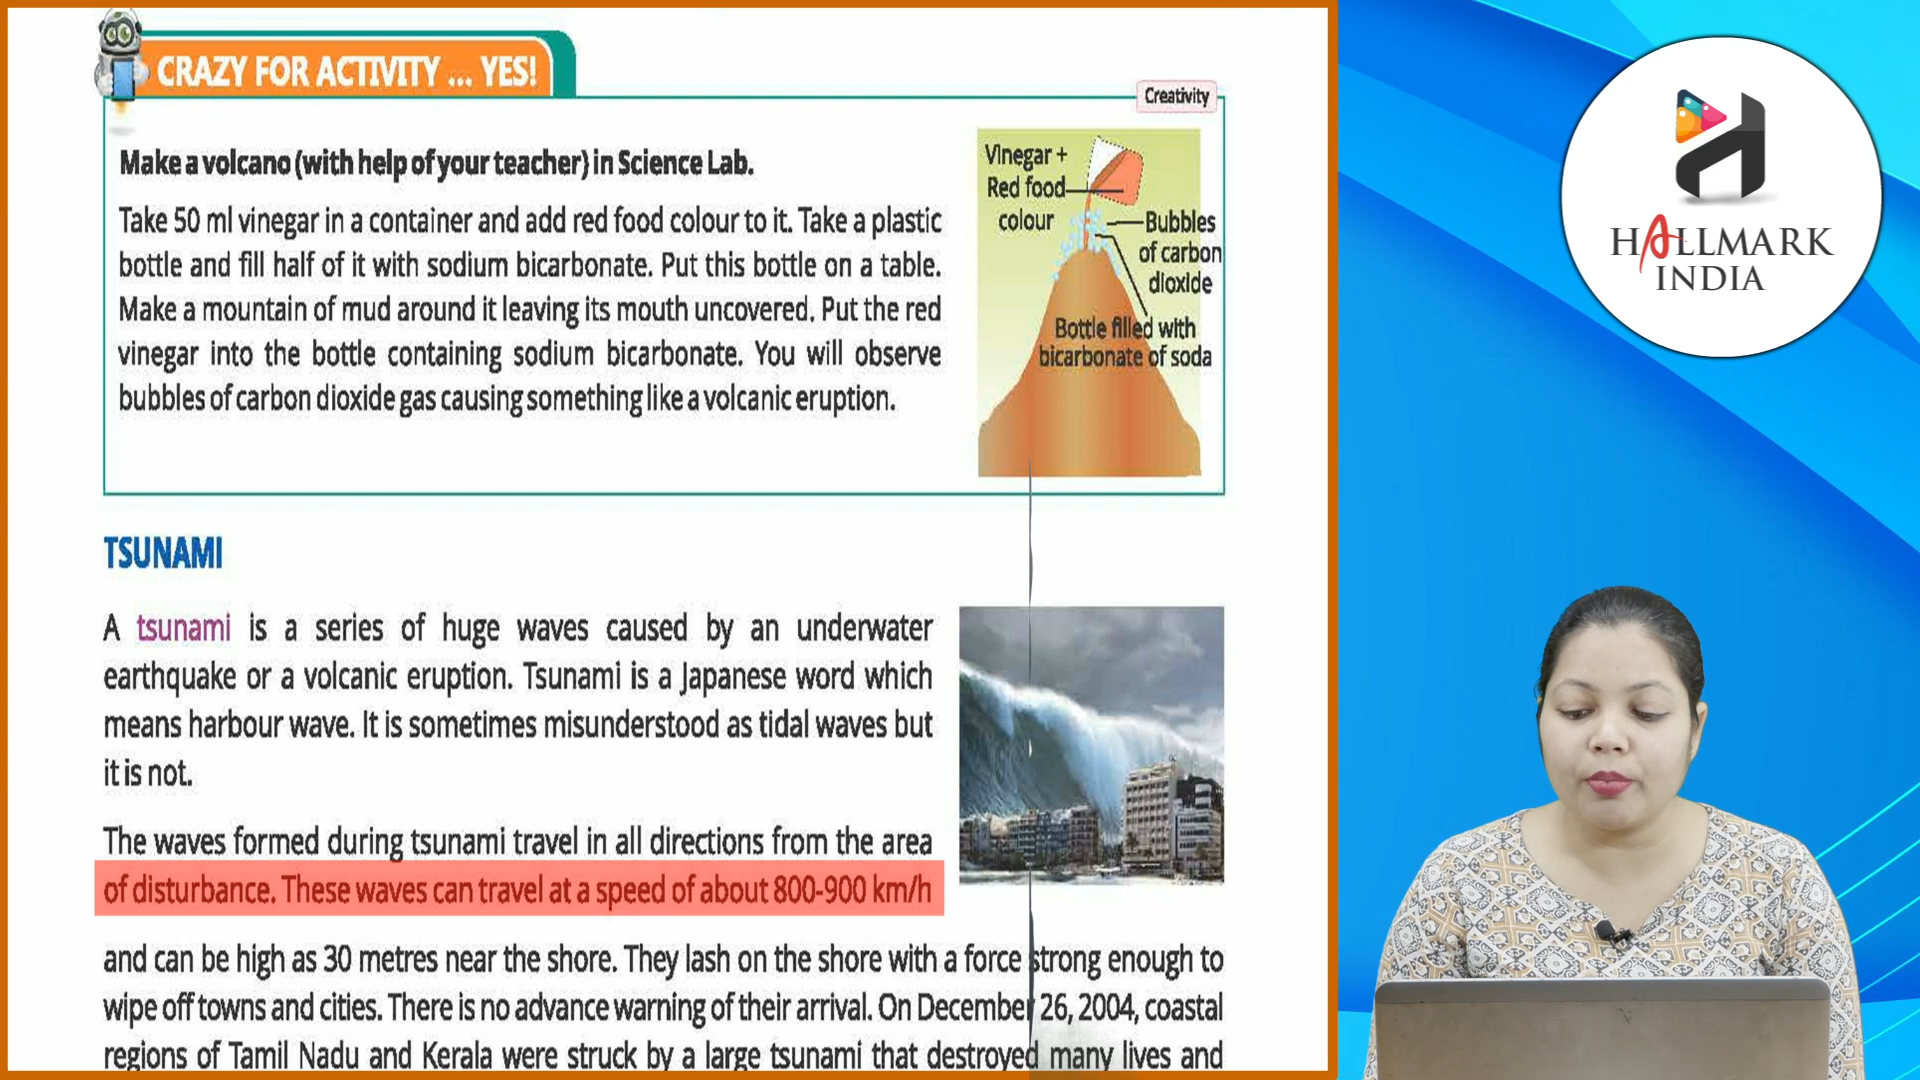 CRAZY FOR ACTIVITY ... YES!
Creativity
Make a volcano (with help of your teacher) in Science Lab.
Take 50 ml vinegar in a container and add red food colour to it. Take a plastic
bottle and fill half of it with sodium bicarbonate. Put this bottle on a table.
Make a mountain of mud around it leaving its mouth uncovered. Put the red
vinegar into the bottle containing sodium bicarbonate. You will observe
bubbles of carbon dioxide gas causing something like a volcanic eruption.
Vinegar +
Red food
colour
Bubbles
of carbon
dioxide
Bottle filled with
bicarbonate of soda
TSUNAMI
A tsunami is a series of huge waves caused by an underwater
earthquake or a volcanic eruption. Tsunami is a Japanese word which
means harbour wave. It is sometimes misunderstood as tidal waves but
it is not.
The waves formed during tsunami travel in all directions from the area
of disturbance. These waves can travel at a speed of about 800-900 km/h
and can be high as 30 metres near the shore. They lash on the shore with a force strong enough to
wipe off towns and cities. There is no advance warning of their arrival. On December 26, 2004, coastal
regions of Tamil Nadu and Kerala were struck by a large tsunami that destroyed many lives and
HALLMARK
INDIA